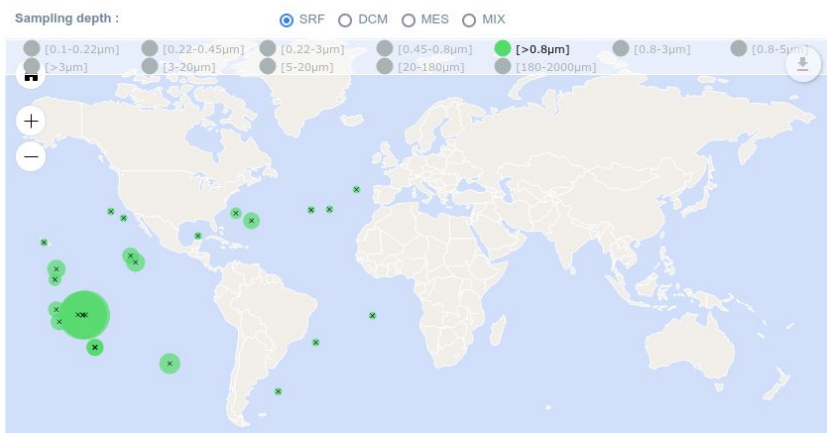 Sampling depth :
SRF DCM MES MIX
[0.1-0.22µm] [0.22-0.45µm] [0.22-3µm] [0.45-0.8µm] [>0.8µm] [0.8-3µm] [0.8-5µm]
[>3µm] [3-20µm] [5-20µm] [20-180µm] [180-2000µm]
+
−